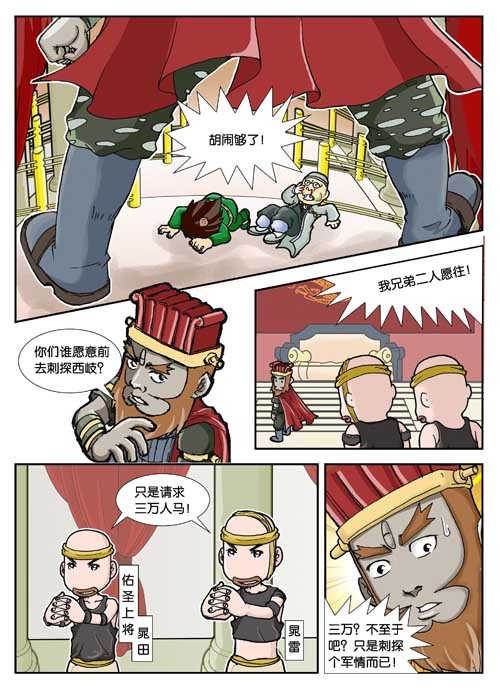 胡闹够了！
我兄弟二人愿往！
你们谁愿意前
去刺探西岐？
只是请求
三万人马！
佑圣上将
晁田
晁雷
三万？不至于
吧？只是刺探
个军情而已！